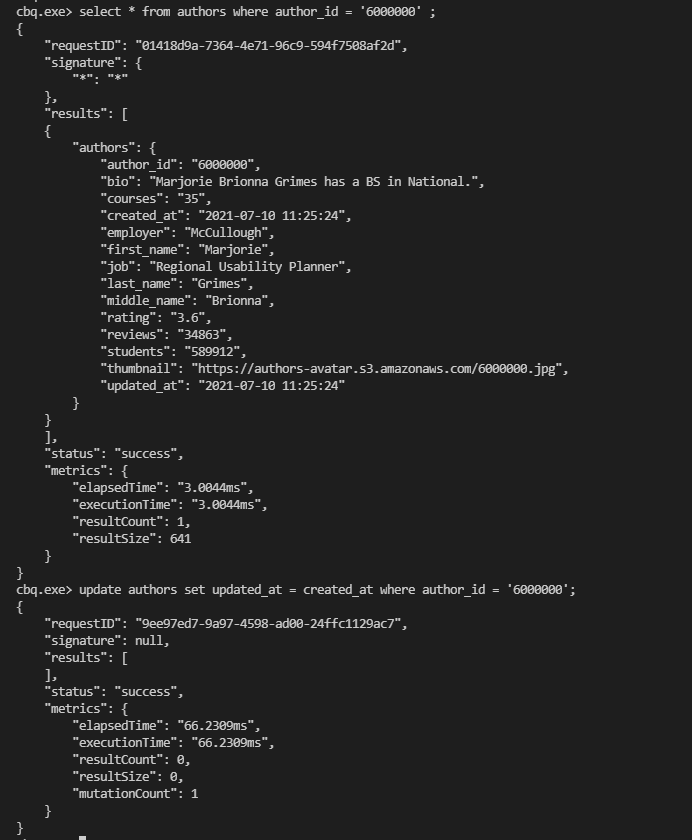 cbq.exe> select * from authors where author_id = '6000000' ;
{
    "requestID": "01418d9a-7364-4e71-96c9-594f7508af2d",
    "signature": {
        "*": "*"
    },
    "results": [
    {
        "authors": {
            "author_id": "6000000",
            "bio": "Marjorie Brionna Grimes has a BS in National.",
            "courses": "35",
            "created_at": "2021-07-10 11:25:24",
            "employer": "McCullough",
            "first_name": "Marjorie",
            "job": "Regional Usability Planner",
            "last_name": "Grimes",
            "middle_name": "Brionna",
            "rating": "3.6",
            "reviews": "34863",
            "students": "589912",
            "thumbnail": "https://authors-avatar.s3.amazonaws.com/6000000.jpg",
            "updated_at": "2021-07-10 11:25:24"
        }
    }
    ],
    "status": "success",
    "metrics": {
        "elapsedTime": "3.0044ms",
        "executionTime": "3.0044ms",
        "resultCount": 1,
        "resultSize": 641
    }
}
cbq.exe> update authors set updated_at = created_at where author_id = '6000000';
{
    "requestID": "9ee97ed7-9a97-4598-ad00-24ffc1129ac7",
    "signature": null,
    "results": [
    ],
    "status": "success",
    "metrics": {
        "elapsedTime": "66.2309ms",
        "executionTime": "66.2309ms",
        "resultCount": 0,
        "resultSize": 0,
        "mutationCount": 1
    }
}